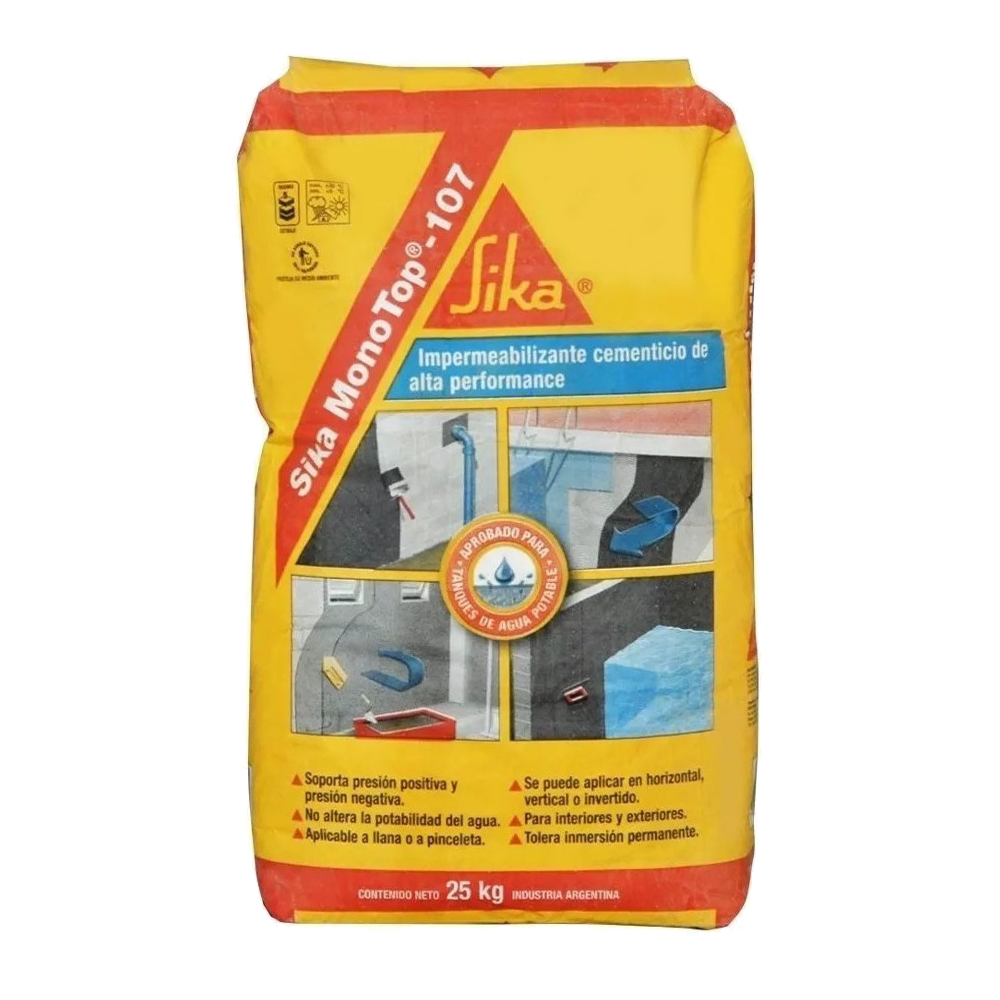 Sika MonoTop®-107
Sika®
Impermeabilizante cementicio de
alta performance
APROBADO PARA
TANQUES DE AGUA POTABLE
Soporta presión positiva y
presión negativa.
No altera la potabilidad del agua.
Aplicable a llana o a pinceleta.
Se puede aplicar en horizontal,
vertical o invertido.
Para interiores y exteriores.
Tolera inmersión permanente.
CONTENIDO NETO 25 kg INDUSTRIA ARGENTINA